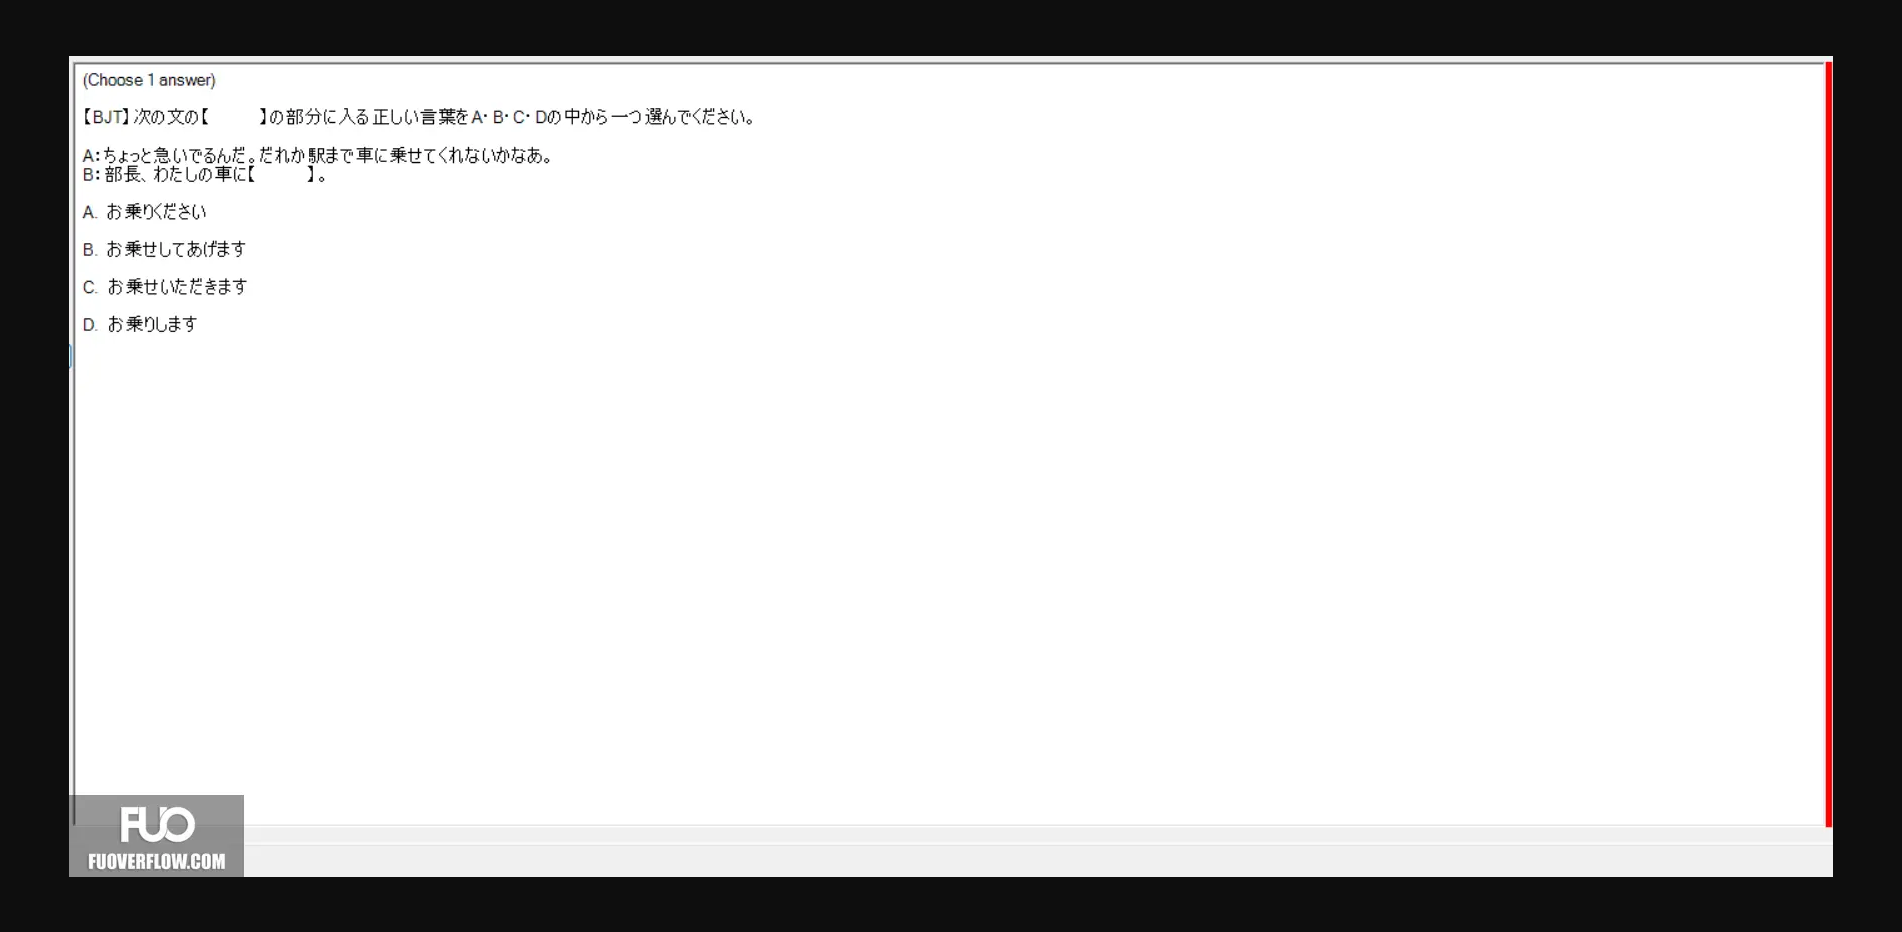 (Choose 1 answer)
【BJT】次の文の【　　　】の部分に入る正しい言葉をA・B・C・Dの中から一つ選んでください。
A：ちょっと急いでるんだ。だれか駅まで車に乗せてくれないかなあ。
B：部長、わたしの車に【　　　】。
A. お乗りください
B. お乗せしてあげます
C. お乗せいただきます
D. お乗りします
FUO
FUOVERFLOW.COM